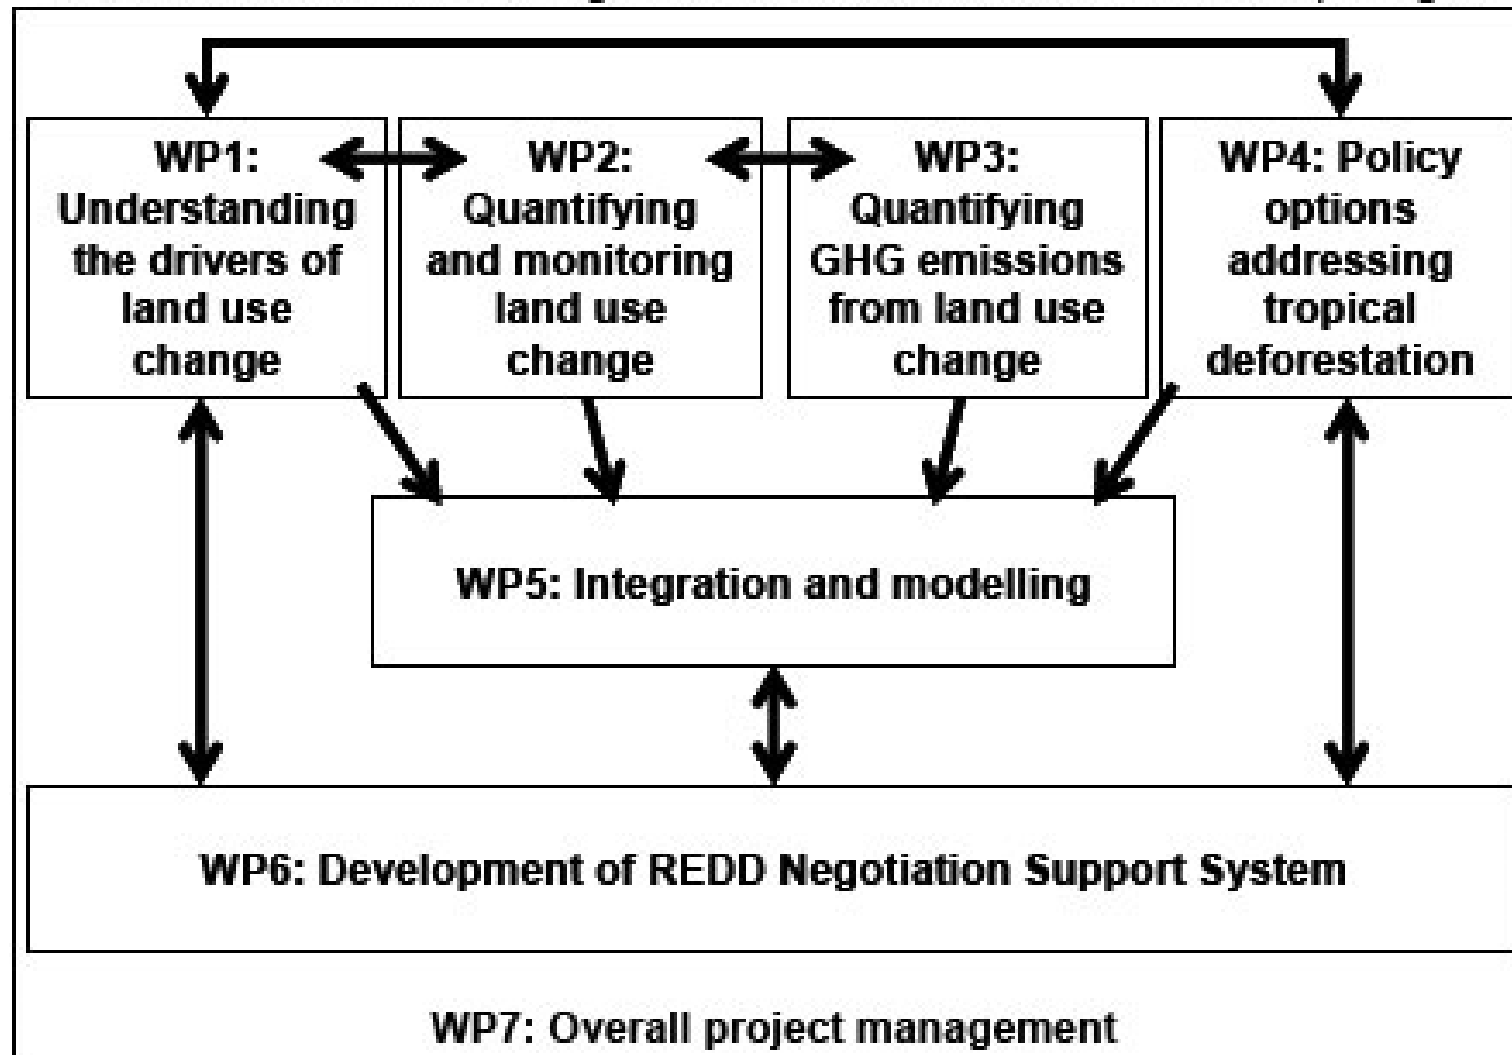 WP1:
Understanding
the drivers of
land use
change
WP2:
Quantifying
and monitoring
land use
change
WP3:
Quantifying
GHG emissions
from land use
change
WP4: Policy
options
addressing
tropical
deforestation
WP5: Integration and modelling
WP6: Development of REDD Negotiation Support System
WP7: Overall project management